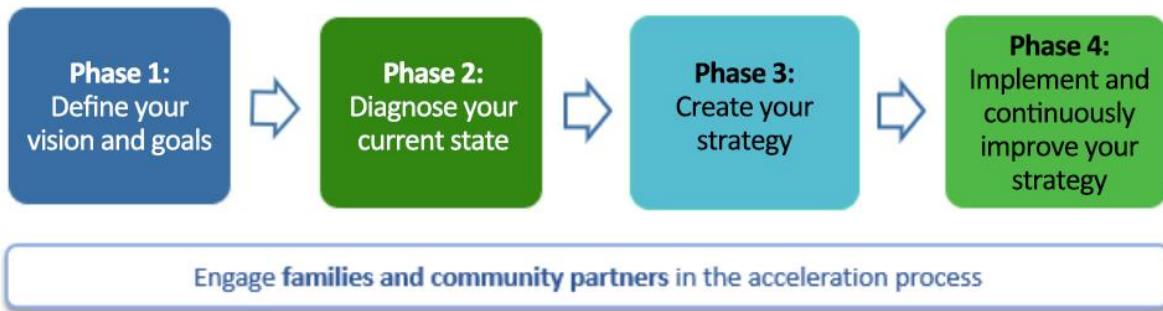 Phase 1:
Define your
vision and goals
Phase 2:
Diagnose your
current state
Phase 3:
Create your
strategy
Phase 4:
Implement and
continuously
improve your
strategy
Engage families and community partners in the acceleration process